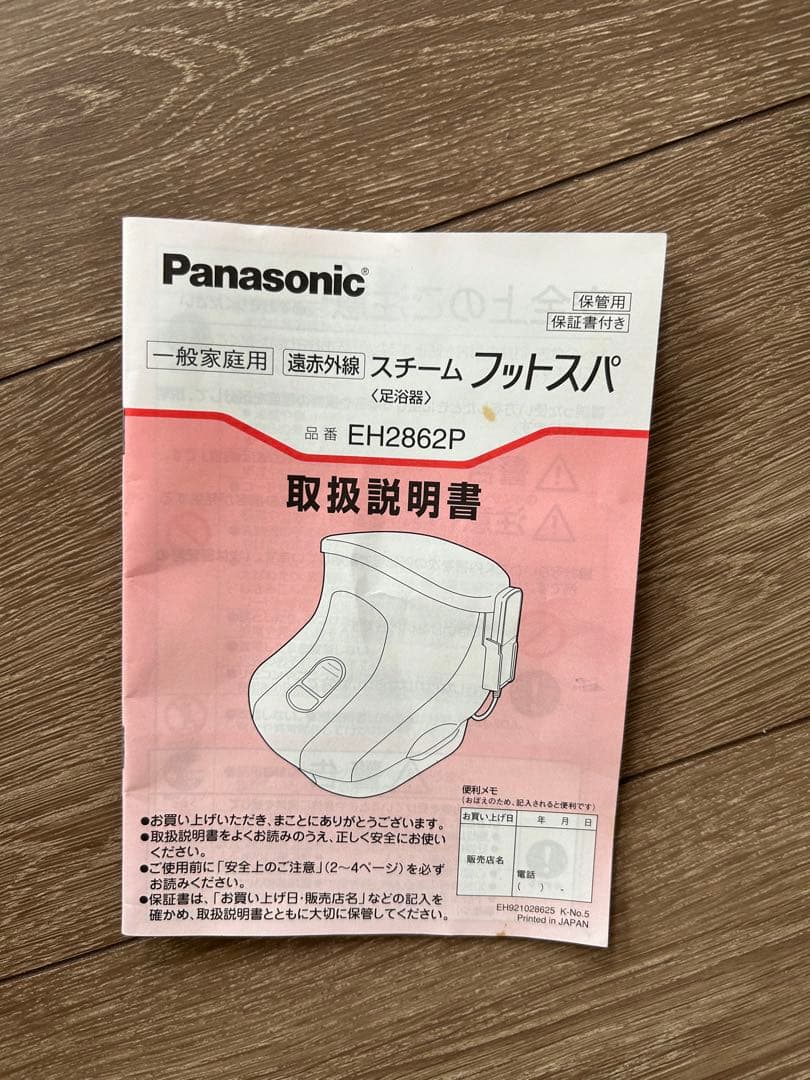 Panasonic®
保管用
保証書付き
一般家庭用 遠赤外線 スチーム フットスパ
〈足浴器〉
品番 EH2862P
取扱説明書
●お買い上げいただき、まことにありがとうございます。
●取扱説明書をよくお読みのうえ、正しく安全にお使い
ください。
●ご使用前に「安全上のご注意」(2〜4ページ)を必ず
お読みください。
●保証書は、「お買い上げ日・販売店名」などの記入を
確かめ、取扱説明書とともに大切に保管してください。
便利メモ
(おぼえのため、記入されると便利です)
お買い上げ日 年 月 日
販売店名
電話
( ) -
EH921028625 K-No.5
Printed in JAPAN